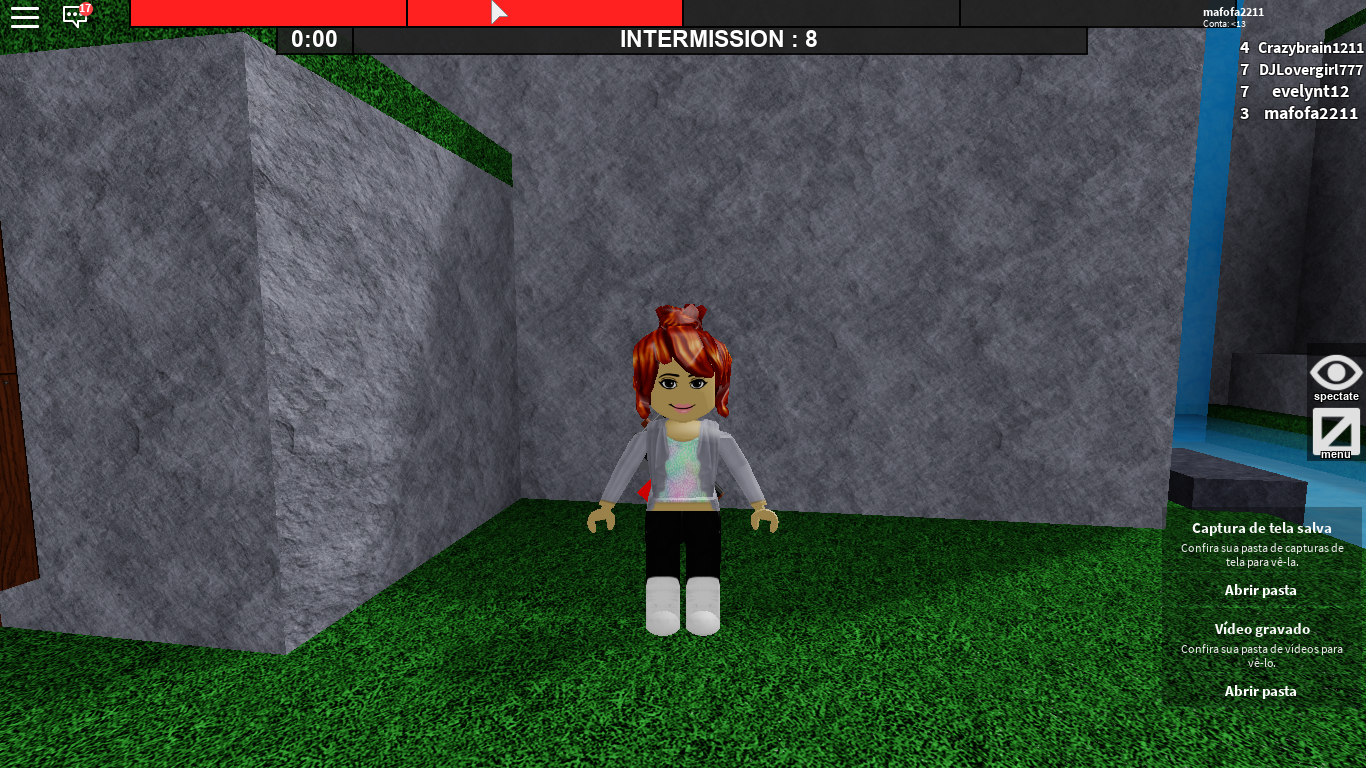 17
mafofa2211
Conta: <13
0:00
INTERMISSION : 8
4 Crazybrain1211
7 DJLovergirl777
7 evelynt12
3 mafofa2211
spectate
menu
Captura de tela salva
Confira sua pasta de capturas de
tela para vê-la.
Abrir pasta
Vídeo gravado
Confira sua pasta de vídeos para
vê-lo.
Abrir pasta